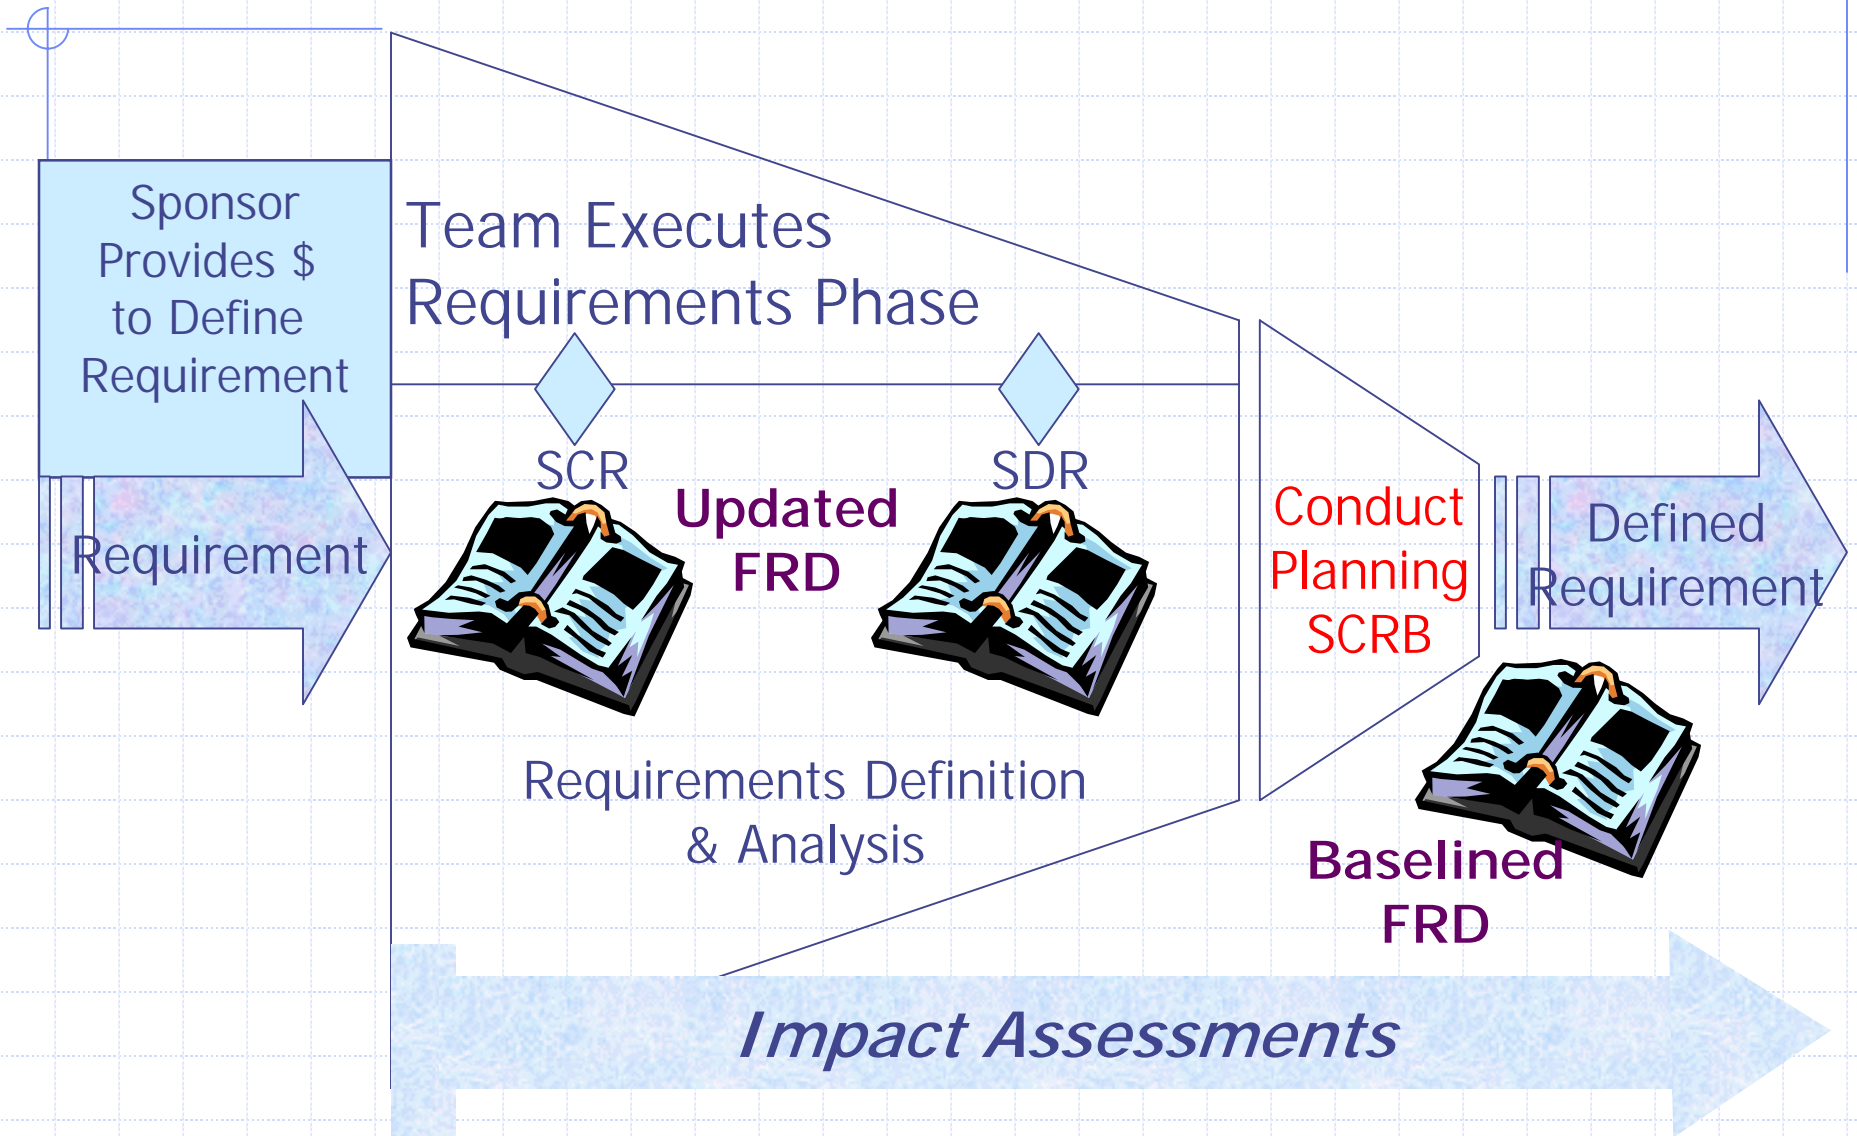 Sponsor
Provides $
to Define
Requirement
Requirement
Team Executes
Requirements Phase
SCR
SDR
Updated
FRD
Requirements Definition
& Analysis
Conduct
Planning
SCRB
Defined
Requirement
Baselined
FRD
Impact Assessments